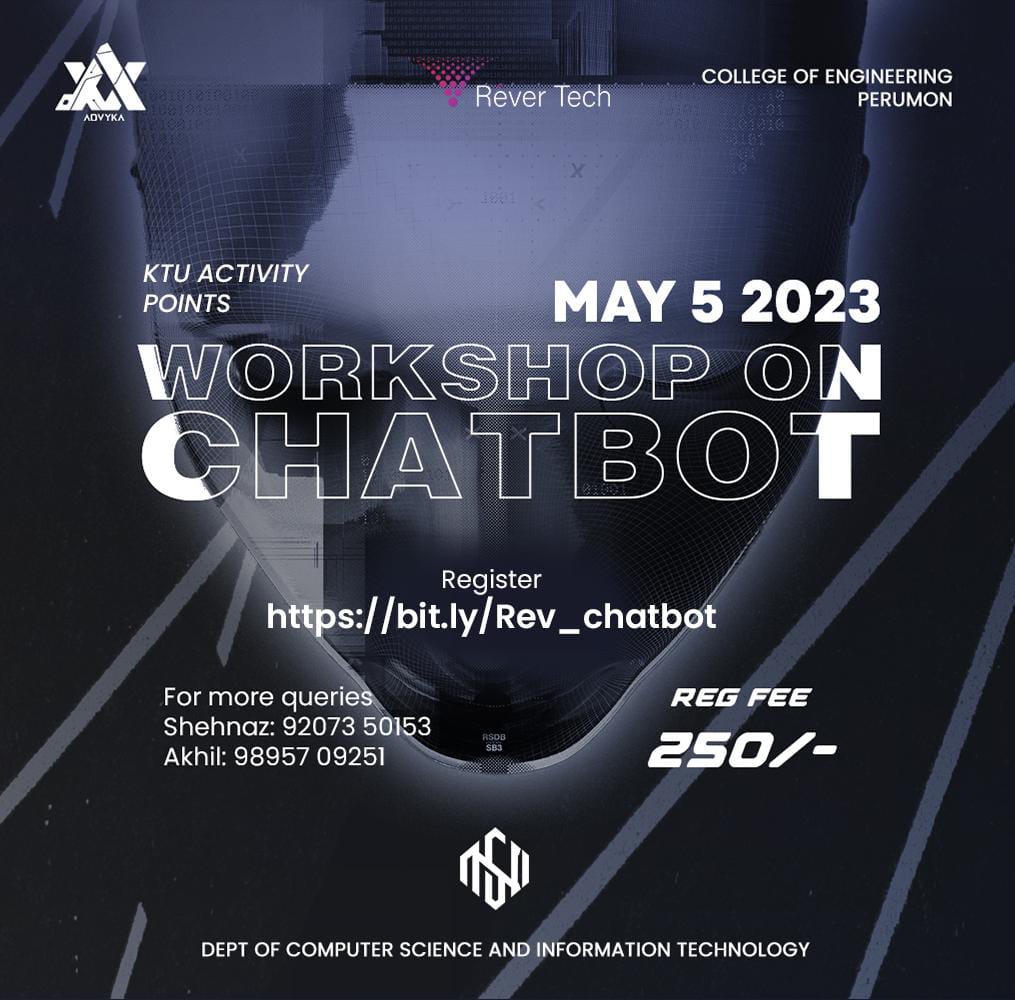 ADVYKA
Rever Tech
COLLEGE OF ENGINEERING
PERUMON
KTU ACTIVITY
POINTS
MAY 5 2023
WORKSHOP ON
CHATBOT
Register
https://bit.ly/Rev_chatbot
For more queries
Shehnaz: 92073 50153
Akhil: 98957 09251
REG FEE
250/-
RSDB
SB3
DEPT OF COMPUTER SCIENCE AND INFORMATION TECHNOLOGY